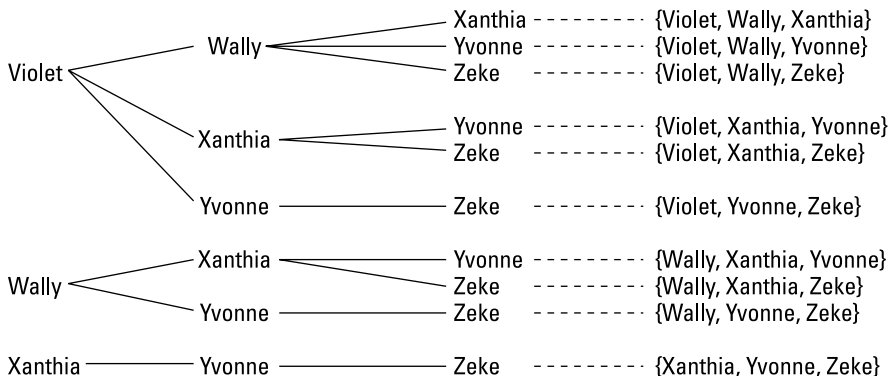 Xanthia {Violet, Wally, Xanthia}
Wally Yvonne {Violet, Wally, Yvonne}
Violet Zeke {Violet, Wally, Zeke}
Yvonne {Violet, Xanthia, Yvonne}
Xanthia Zeke {Violet, Xanthia, Zeke}
Yvonne Zeke {Violet, Yvonne, Zeke}
Xanthia Yvonne {Wally, Xanthia, Yvonne}
Wally Zeke {Wally, Xanthia, Zeke}
Yvonne Zeke {Wally, Yvonne, Zeke}
Xanthia Yvonne Zeke {Xanthia, Yvonne, Zeke}